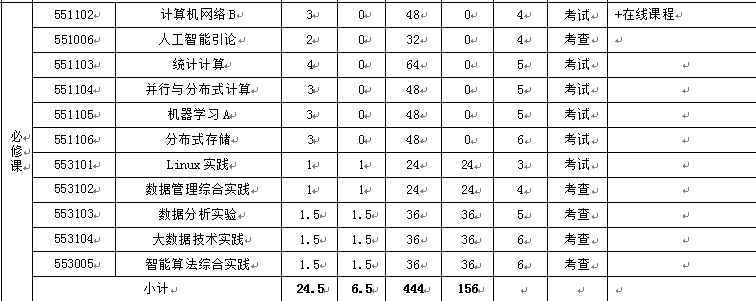 551102 计算机网络B 3 0 48 0 4 考试 +在线课程
551006 人工智能引论 2 0 32 0 4 考查
551103 统计计算 4 0 64 0 5 考试
551104 并行与分布式计算 3 0 48 0 5 考试
551105 机器学习A 3 0 48 0 5 考试
必修课
551106 分布式存储 3 0 48 0 6 考试
553101 Linux实践 1 1 24 24 3 考试
553102 数据管理综合实践 1 1 24 24 4 考查
553103 数据分析实验 1.5 1.5 36 36 5 考查
553104 大数据技术实践 1.5 1.5 36 36 6 考查
553005 智能算法综合实践 1.5 1.5 36 36 6 考查
小计 24.5 6.5 444 156